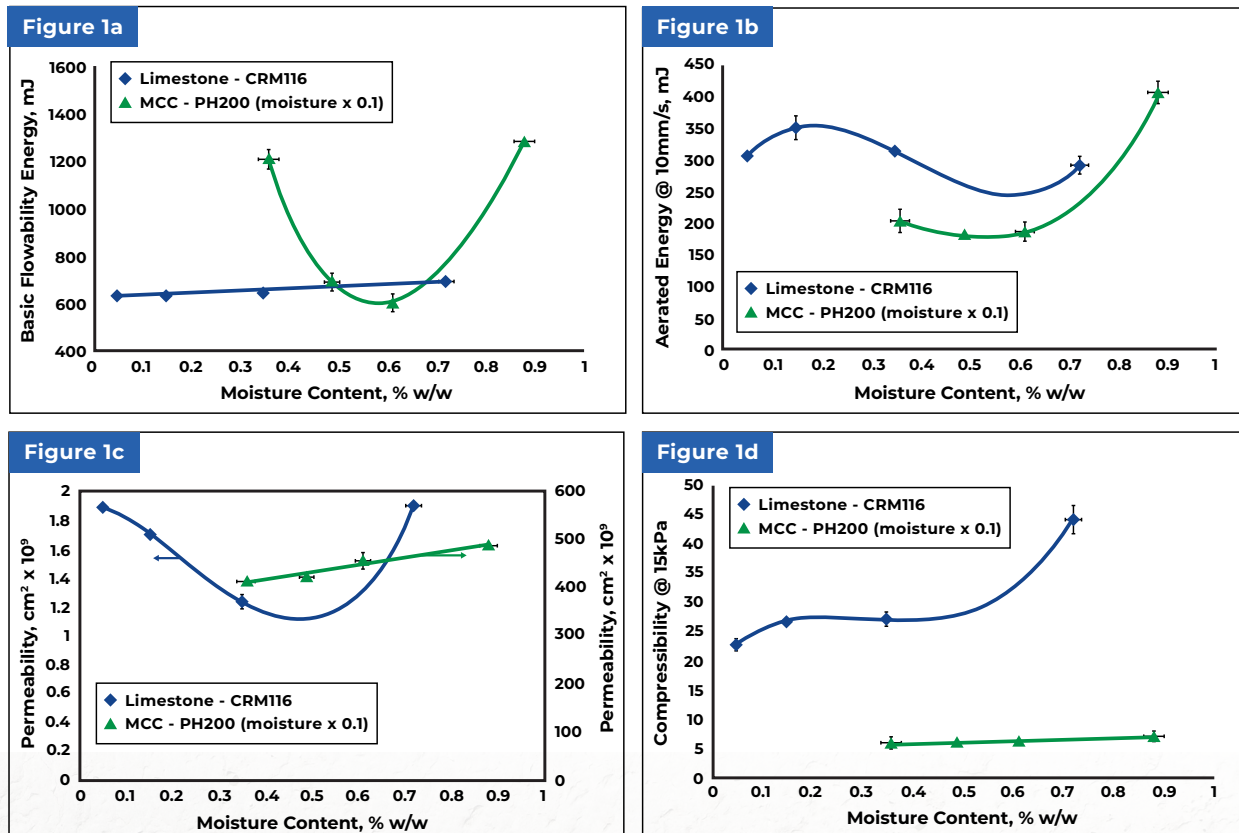 Figure 1a
Basic Flowability Energy, mJ
1600
1400
1200
1000
800
600
400
Limestone - CRM116
MCC - PH200 (moisture x 0.1)
0 0.1 0.2 0.3 0.4 0.5 0.6 0.7 0.8 0.9 1
Moisture Content, % w/w
Figure 1b
Aerated Energy @ 10mm/s, mJ
450
400
350
300
250
200
150
100
50
0
Limestone - CRM116
MCC - PH200 (moisture x 0.1)
0 0.1 0.2 0.3 0.4 0.5 0.6 0.7 0.8 0.9 1
Moisture Content, % w/w
Figure 1c
Permeability, cm² x 10⁹
2
1.8
1.6
1.4
1.2
1
0.8
0.6
0.4
0.2
0
Limestone - CRM116
MCC - PH200 (moisture x 0.1)
600
500
400
300
200
100
0
Permeability, cm² x 10⁹
0 0.1 0.2 0.3 0.4 0.5 0.6 0.7 0.8 0.9 1
Moisture Content, % w/w
Figure 1d
Compressibility @ 15kPa
50
45
40
35
30
25
20
15
10
5
0
Limestone - CRM116
MCC - PH200 (moisture x 0.1)
0 0.1 0.2 0.3 0.4 0.5 0.6 0.7 0.8 0.9 1
Moisture Content, % w/w